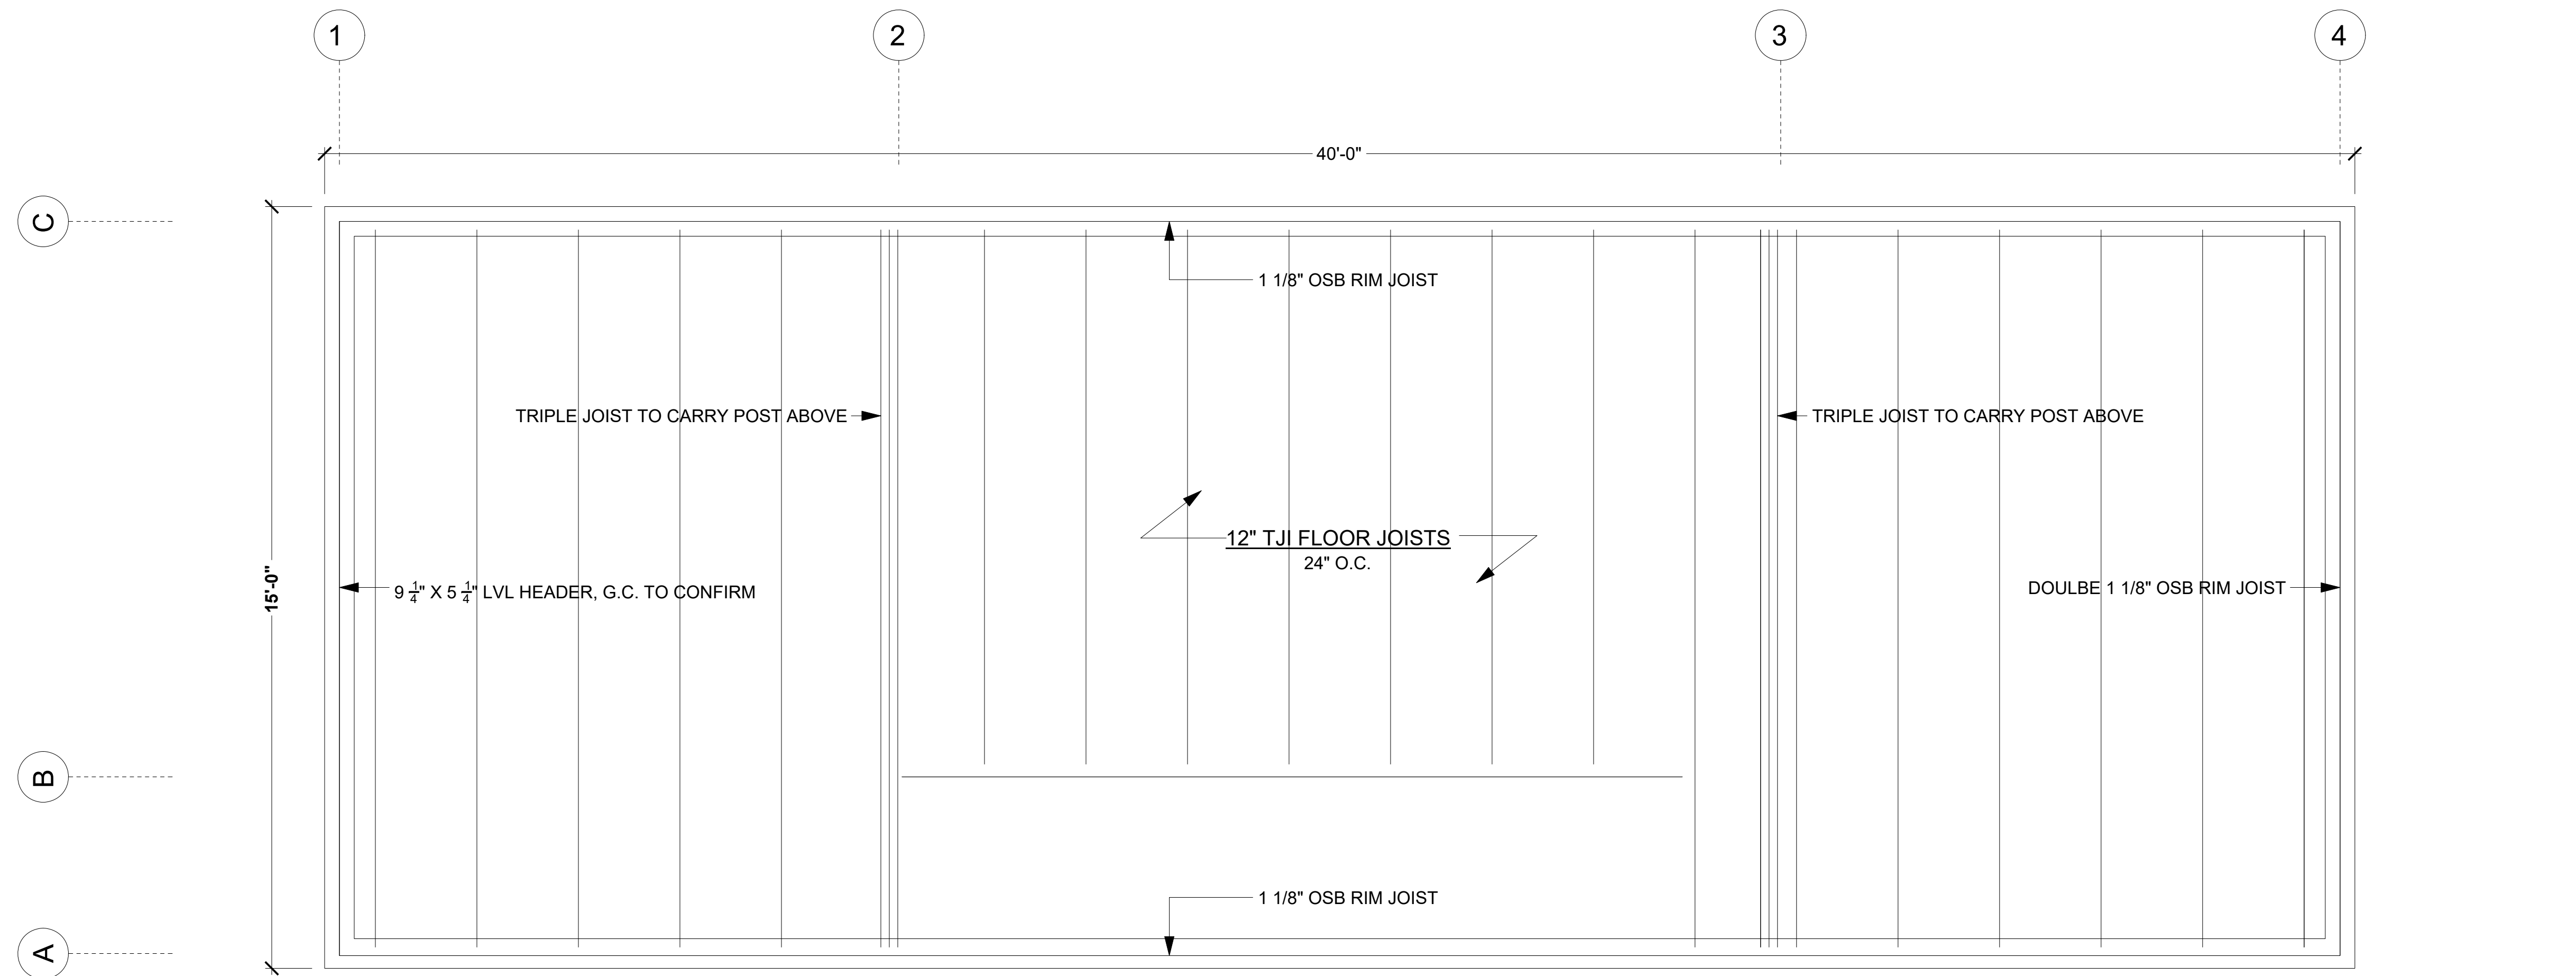 1
2
3
4
40'-0"
C
1 1/8" OSB RIM JOIST
TRIPLE JOIST TO CARRY POST ABOVE
TRIPLE JOIST TO CARRY POST ABOVE
12" TJI FLOOR JOISTS
24" O.C.
15'-0"
9 1/4" X 5 1/4" LVL HEADER, G.C. TO CONFIRM
DOULBE 1 1/8" OSB RIM JOIST
B
1 1/8" OSB RIM JOIST
A